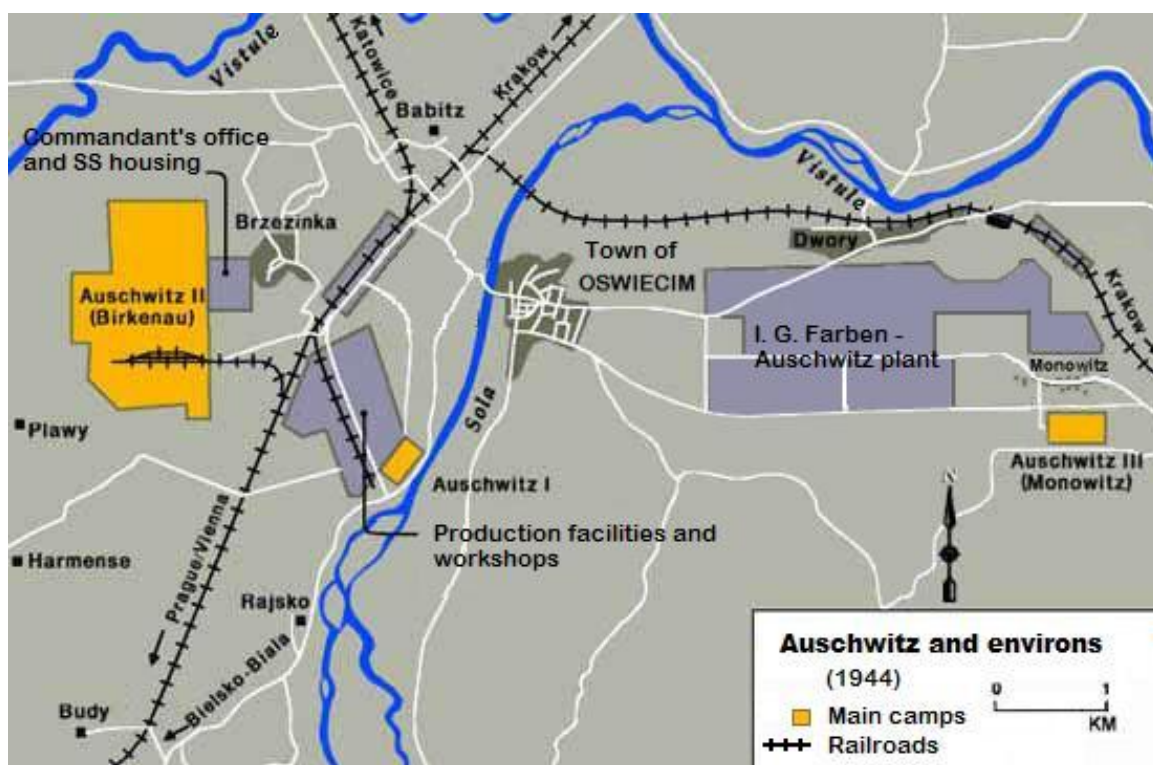 Vistule
Katowice
Krakow
Babitz
Commandant's office
and SS housing
Brzezinka
Vistule
Dwory
Town of
OSWIECIM
Krakow
Auschwitz II
(Birkenau)
I. G. Farben -
Auschwitz plant
Monowitz
Sola
Plawy
Auschwitz I
Auschwitz III
(Monowitz)
N
Production facilities and
workshops
Harmense
Prague/Vienna
Rajsko
Bielsko-Biala
Budy
Auschwitz and environs
(1944)
0 1
KM
Main camps
Railroads